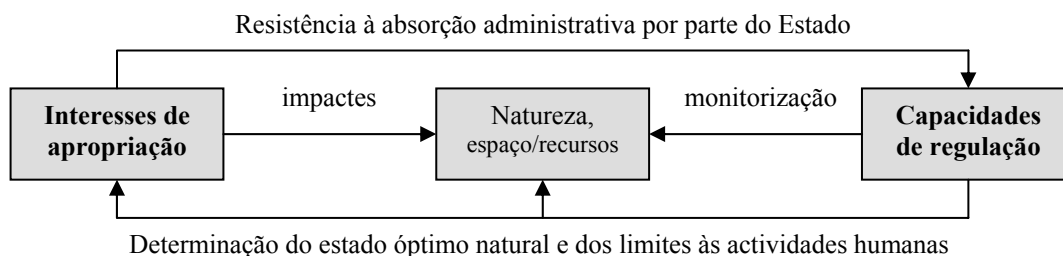 Resistência à absorção administrativa por parte do Estado
Interesses de
apropriação
impactes
Natureza,
espaço/recursos
monitorização
Capacidades
de regulação
Determinação do estado óptimo natural e dos limites às actividades humanas